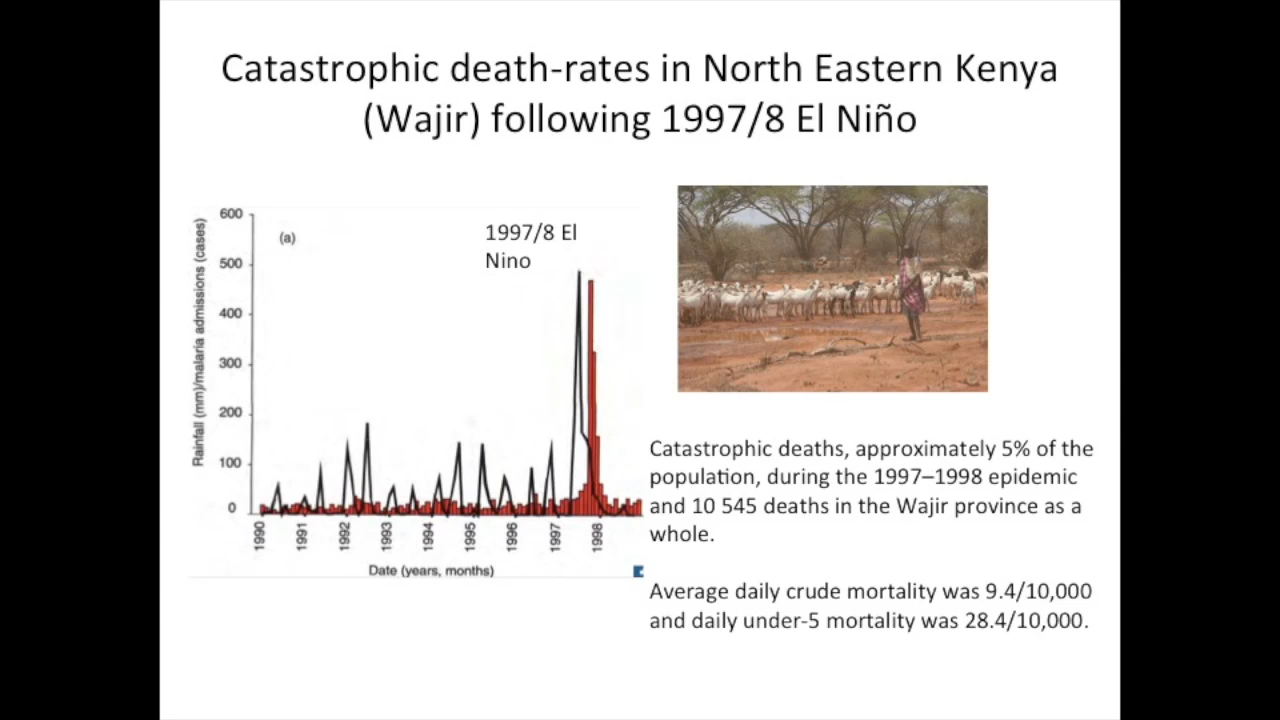 Catastrophic death-rates in North Eastern Kenya
(Wajir) following 1997/8 El Niño
600
500
400
300
200
100
0
(a)
1997/8 El
Nino
Rainfall (mm)/malaria admissions (cases)
1990
1991
1992
1993
1994
1995
1996
1997
1998
Date (years, months)
Catastrophic deaths, approximately 5% of the
population, during the 1997–1998 epidemic
and 10 545 deaths in the Wajir province as a
whole.
Average daily crude mortality was 9.4/10,000
and daily under-5 mortality was 28.4/10,000.